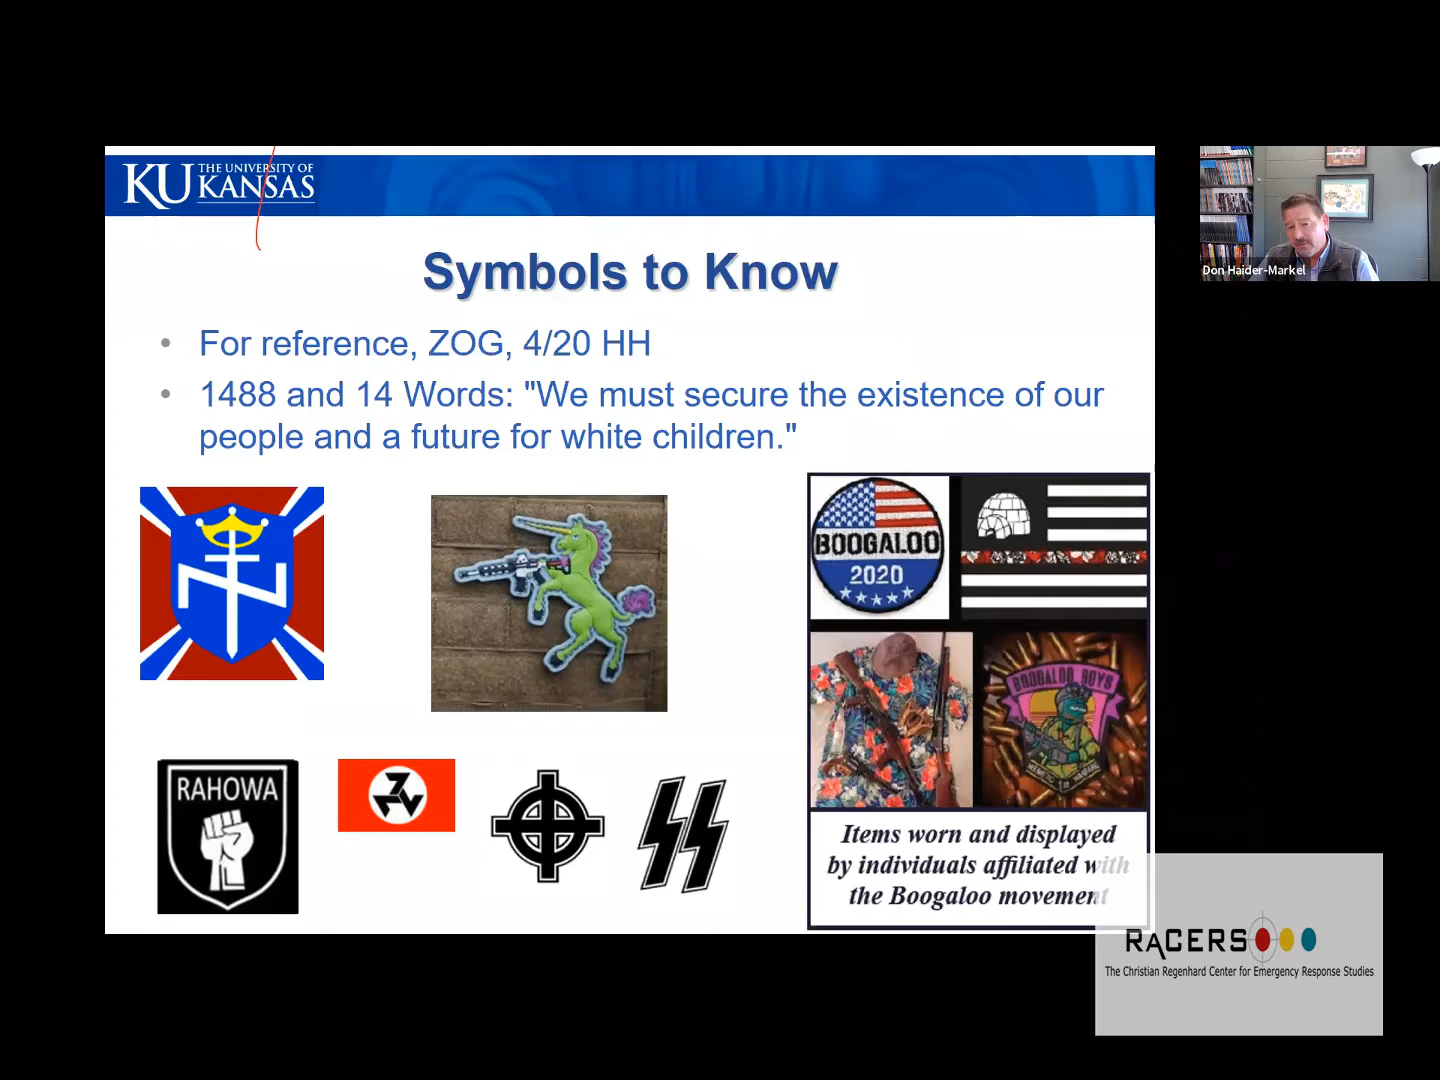 KU THE UNIVERSITY OF
KANSAS
Symbols to Know
• For reference, ZOG, 4/20 HH
• 1488 and 14 Words: "We must secure the existence of our
people and a future for white children."
BOOGALOO
2020
BOOGALOO BOYS
RAHOWA
Items worn and displayed
by individuals affiliated with
the Boogaloo movement
Don Haider-Markel
RACERS
The Christian Regenhard Center for Emergency Response Studies